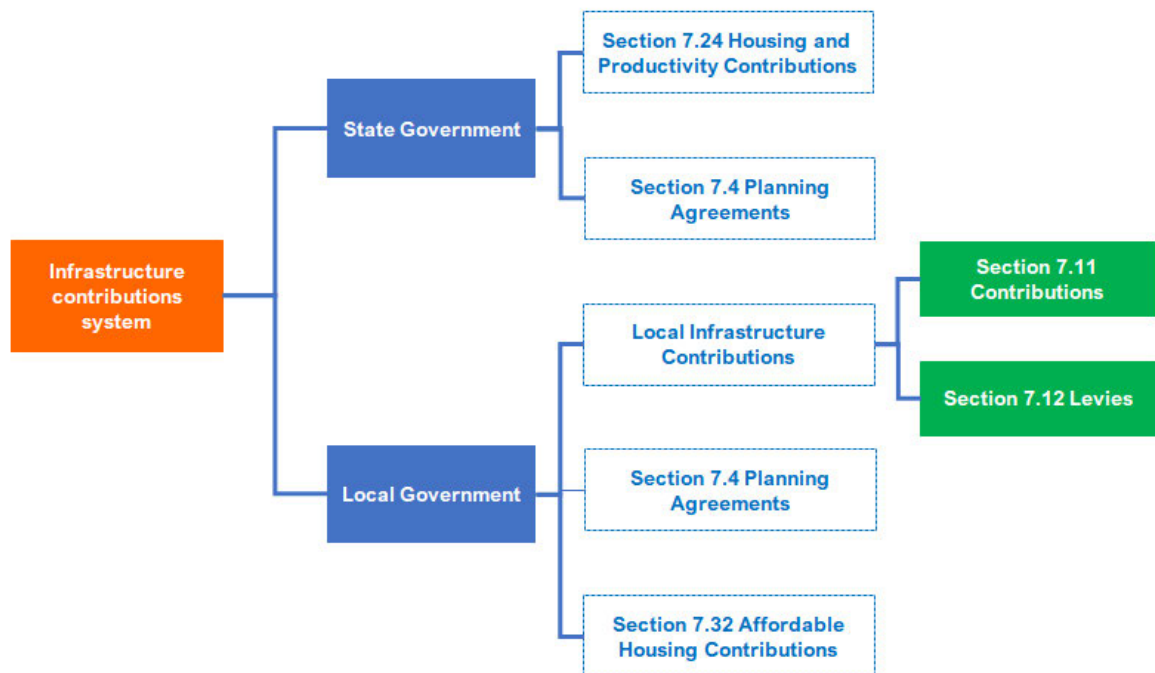 Infrastructure
contributions
system
State Government
Section 7.24 Housing and
Productivity Contributions
Section 7.4 Planning
Agreements
Local Government
Local Infrastructure
Contributions
Section 7.11
Contributions
Section 7.12 Levies
Section 7.4 Planning
Agreements
Section 7.32 Affordable
Housing Contributions